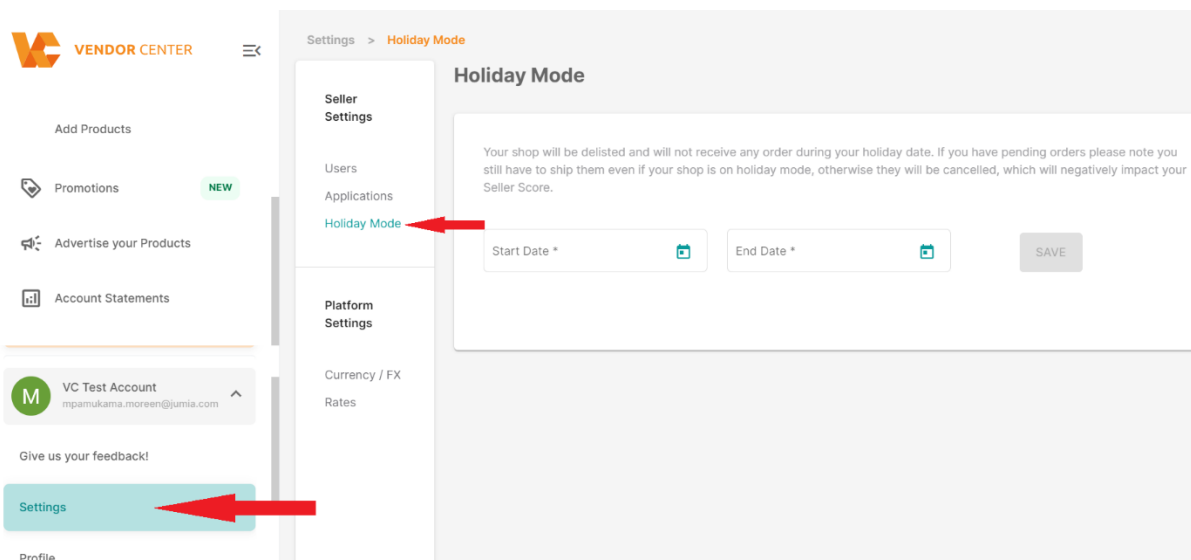 VENDOR CENTER
Add Products
Promotions
NEW
Advertise your Products
Account Statements
M
VC Test Account
mpamukama.moreen@jumia.com
Give us your feedback!
Settings
Profile
Settings > Holiday Mode
Seller
Settings
Users
Applications
Holiday Mode
Platform
Settings
Currency / FX
Rates
Holiday Mode
Your shop will be delisted and will not receive any order during your holiday date. If you have pending orders please note you
still have to ship them even if your shop is on holiday mode, otherwise they will be cancelled, which will negatively impact your
Seller Score.
Start Date *
End Date *
SAVE